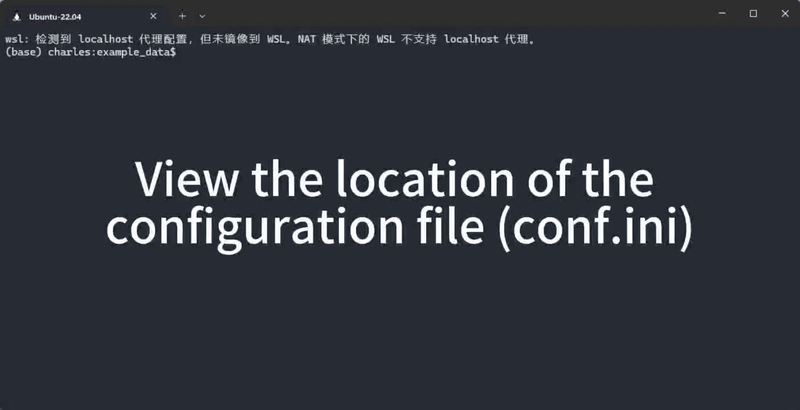 Ubuntu-22.04
wsl: 检测到 localhost 代理配置，但未镜像到 WSL。NAT 模式下的 WSL 不支持 localhost 代理。
(base) charles:example_data$
View the location of the
configuration file (conf.ini)